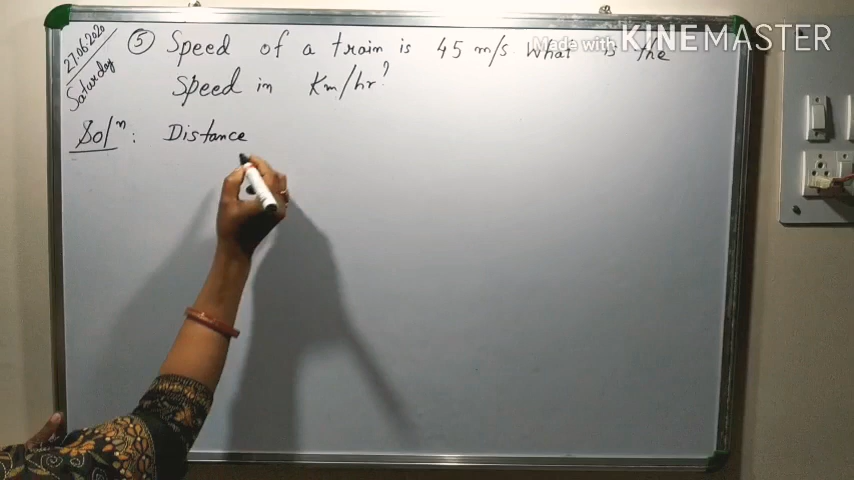 27.06.2020
Saturday
⑤ Speed of a train is 45 m/s What is the
Speed in Km/hr?
Solⁿ: Distance
Made with KINEMASTER